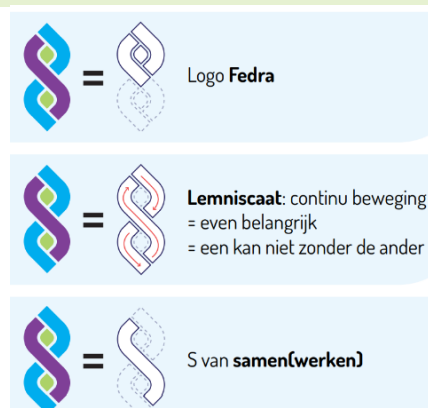 =
Logo Fedra
=
Lemniscaat: continu beweging
= even belangrijk
= een kan niet zonder de ander
=
S van samen(werken)